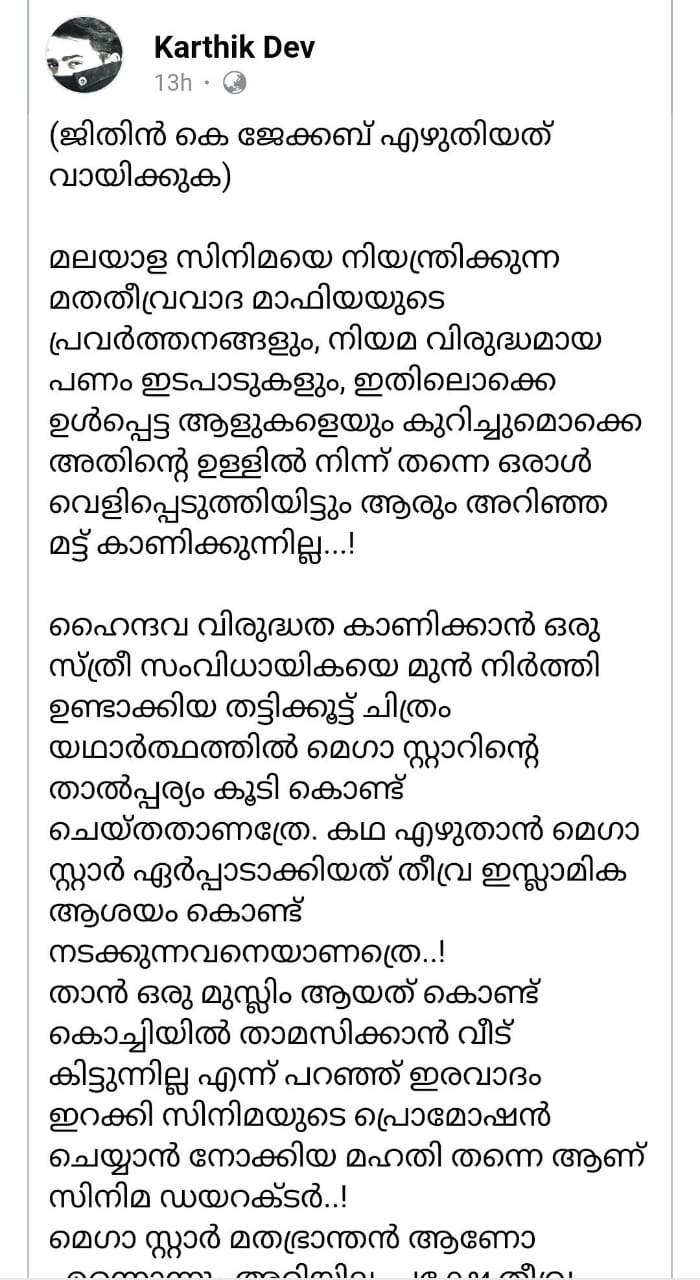 Karthik Dev
13h ·
(ജിതിൻ കെ ജേക്കബ് എഴുതിയത്
വായിക്കുക)
മലയാള സിനിമയെ നിയന്ത്രിക്കുന്ന
മതതീവ്രവാദ മാഫിയയുടെ
പ്രവർത്തനങ്ങളും, നിയമ വിരുദ്ധമായ
പണം ഇടപാടുകളും, ഇതിലൊക്കെ
ഉൾപ്പെട്ട ആളുകളെയും കുറിച്ചുമൊക്കെ
അതിന്റെ ഉള്ളിൽ നിന്ന് തന്നെ ഒരാൾ
വെളിപ്പെടുത്തിയിട്ടും ആരും അറിഞ്ഞ
മട്ട് കാണിക്കുന്നില്ല...!
ഹൈന്ദവ വിരുദ്ധത കാണിക്കാൻ ഒരു
സ്ത്രീ സംവിധായികയെ മുൻ നിർത്തി
ഉണ്ടാക്കിയ തട്ടിക്കൂട്ട് ചിത്രം
യഥാർത്ഥത്തിൽ മെഗാ സ്റ്റാറിന്റെ
താൽപ്പര്യം കൂടി കൊണ്ട്
ചെയ്തതാണത്രേ. കഥ എഴുതാൻ മെഗാ
സ്റ്റാർ ഏർപ്പാടാക്കിയത് തീവ്ര ഇസ്ലാമിക
ആശയം കൊണ്ട്
നടക്കുന്നവനെയാണത്രെ..!
താൻ ഒരു മുസ്ലിം ആയത് കൊണ്ട്
കൊച്ചിയിൽ താമസിക്കാൻ വീട്
കിട്ടുന്നില്ല എന്ന് പറഞ്ഞ് ഇരവാദം
ഇറക്കി സിനിമയുടെ പ്രൊമോഷൻ
ചെയ്യാൻ നോക്കിയ മഹതി തന്നെ ആണ്
സിനിമ ഡയറക്ടർ..!
മെഗാ സ്റ്റാർ മതഭ്രാന്തൻ ആണോ